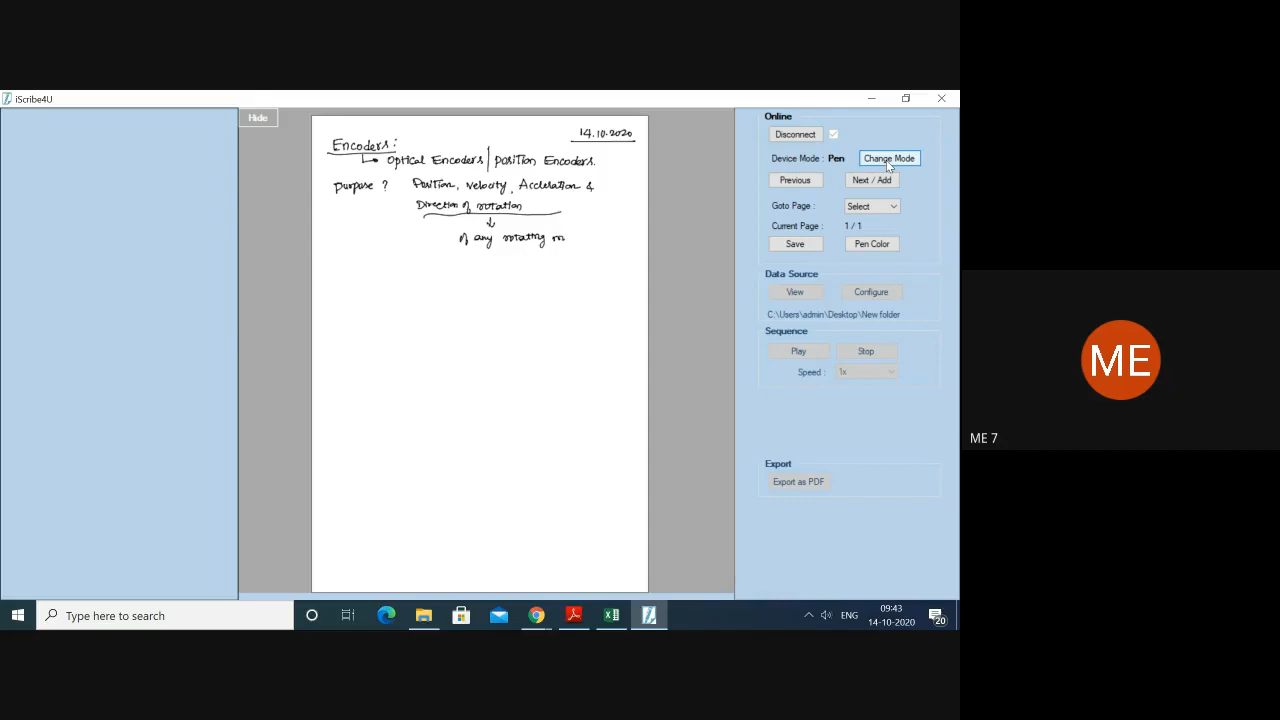 iScribe4U
Hide
14.10.2020
Encoders:
Optical Encoders | Position Encoders.
Purpose ? Position, velocity, Accleration &
Direction of rotation
of any rotating m
Online
Disconnect
Device Mode : Pen Change Mode
Previous Next / Add
Goto Page : Select
Current Page : 1 / 1
Save Pen Color
Data Source
View Configure
C:\Users\admin\Desktop\New folder
Sequence
Play Stop
Speed : 1x
Export
Export as PDF
ME
ME 7
Type here to search
ENG
09:43
14-10-2020
20